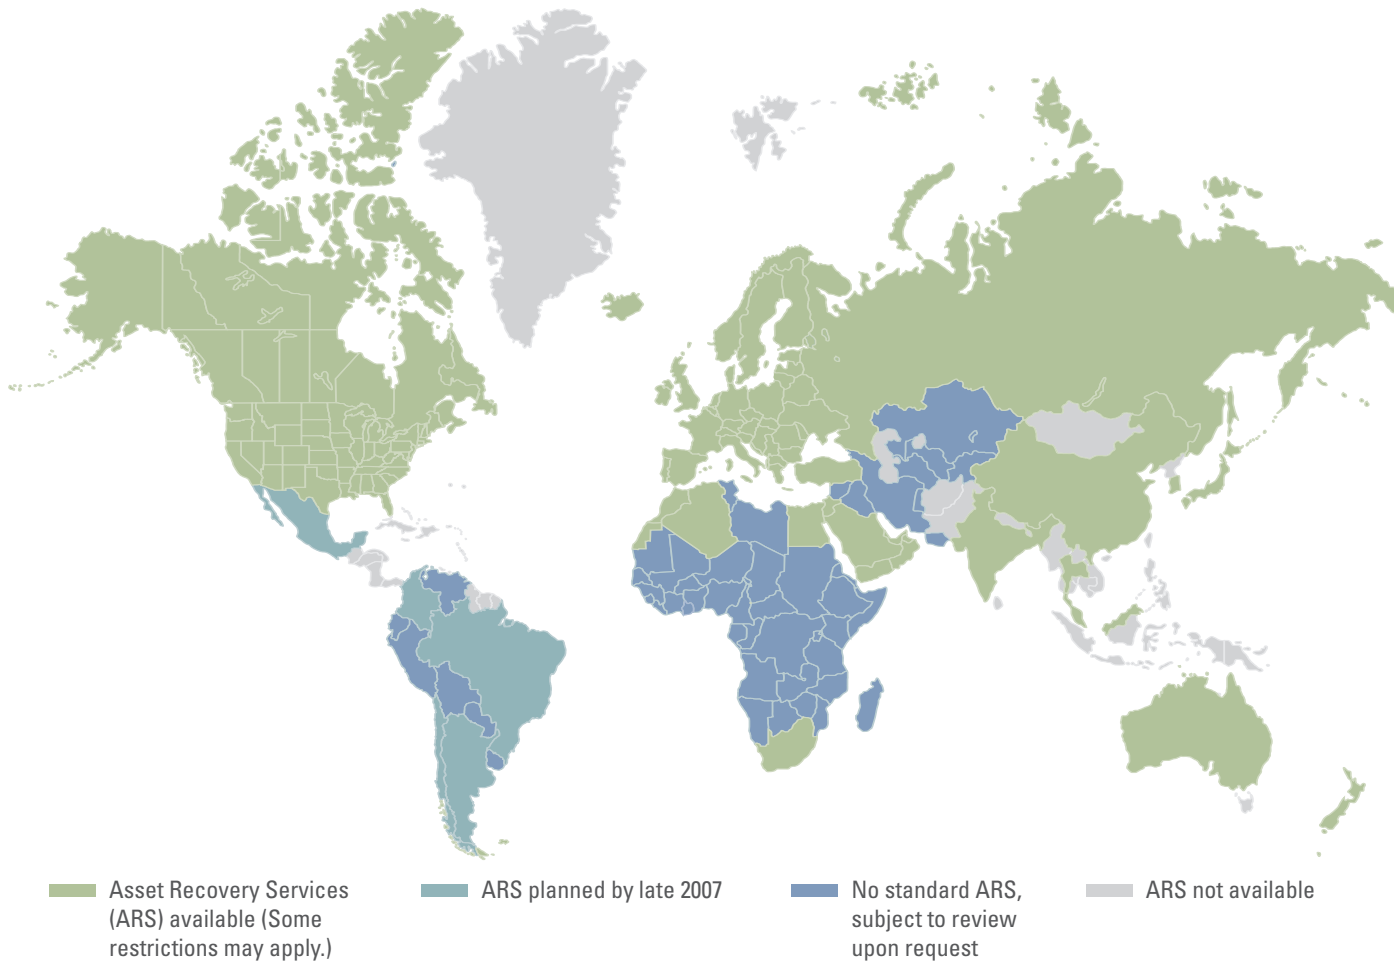 Asset Recovery Services
(ARS) available (Some
restrictions may apply.)
ARS planned by late 2007
No standard ARS,
subject to review
upon request
ARS not available